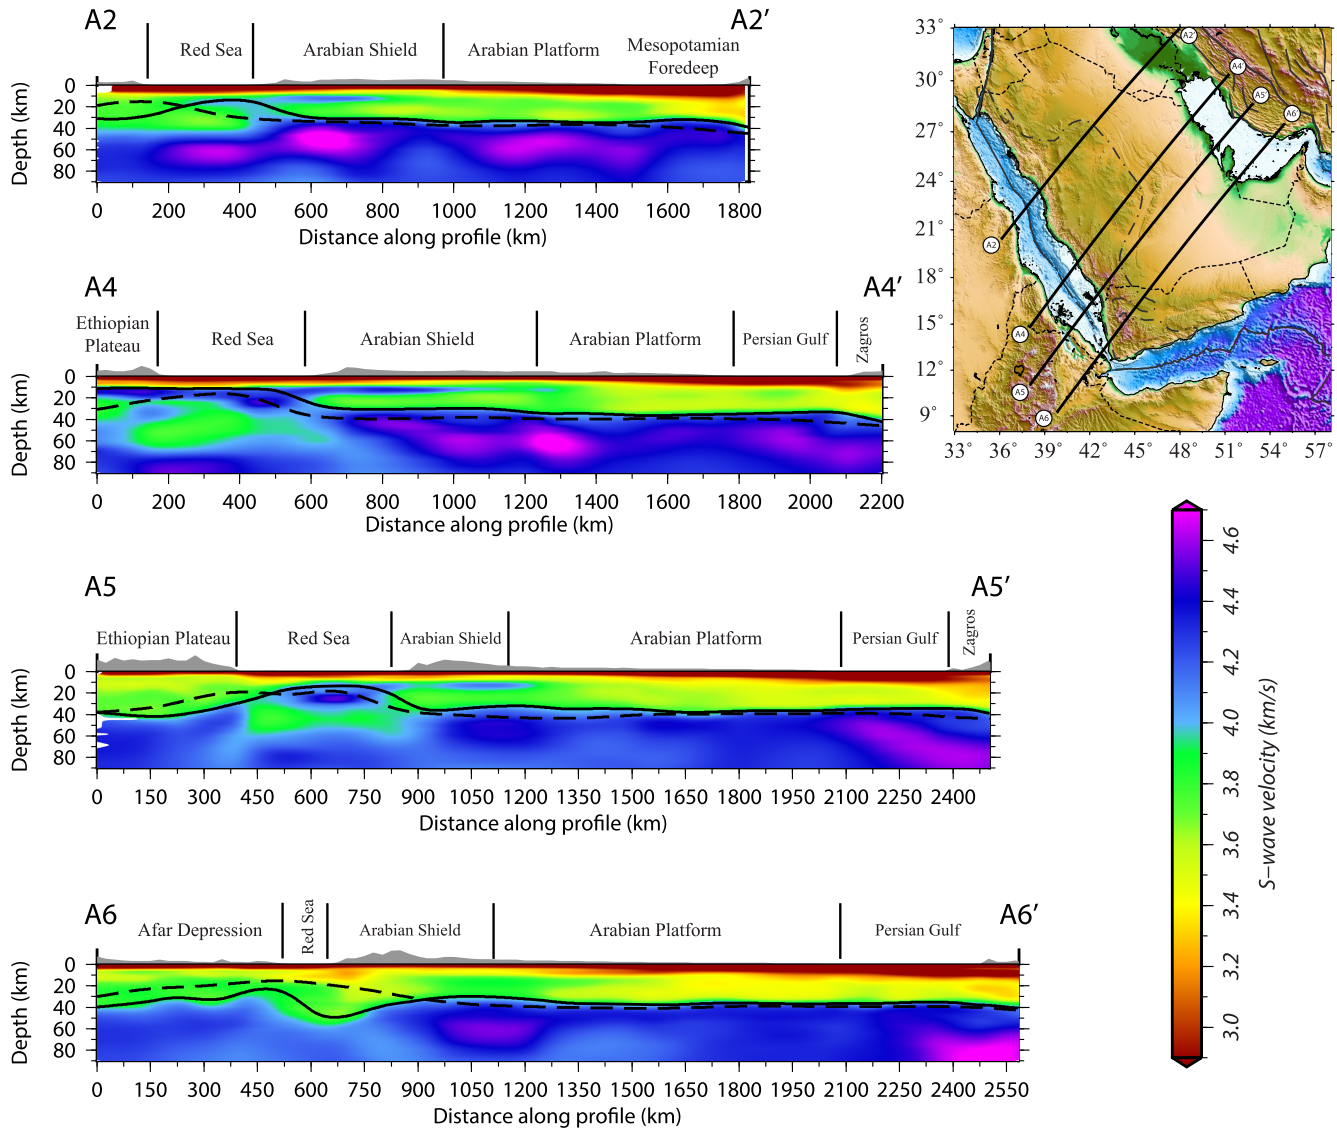 A2
A2’
Red Sea
Arabian Shield
Arabian Platform
Mesopotamian
Foredeep
Depth (km)
0
20
40
60
80
0 200 400 600 800 1000 1200 1400 1600 1800
Distance along profile (km)
A4
A4’
Ethiopian
Plateau
Red Sea
Arabian Shield
Arabian Platform
Persian Gulf
Zagros
Depth (km)
0
20
40
60
80
0 200 400 600 800 1000 1200 1400 1600 1800 2000 2200
Distance along profile (km)
A5
A5’
Ethiopian Plateau
Red Sea
Arabian Shield
Arabian Platform
Persian Gulf
Zagros
Depth (km)
0
20
40
60
80
0 150 300 450 600 750 900 1050 1200 1350 1500 1650 1800 1950 2100 2250 2400
Distance along profile (km)
A6
A6’
Afar Depression
Red Sea
Arabian Shield
Arabian Platform
Persian Gulf
Depth (km)
0
20
40
60
80
0 150 300 450 600 750 900 1050 1200 1350 1500 1650 1800 1950 2100 2250 2400 2550
Distance along profile (km)
33°
30°
27°
24°
21°
18°
15°
12°
9°
33° 36° 39° 42° 45° 48° 51° 54° 57°
A2'
A4'
A5'
A6'
A2
A4
A5
A6
4.6
4.4
4.2
4.0
3.8
3.6
3.4
3.2
3.0
S−wave velocity (km/s)